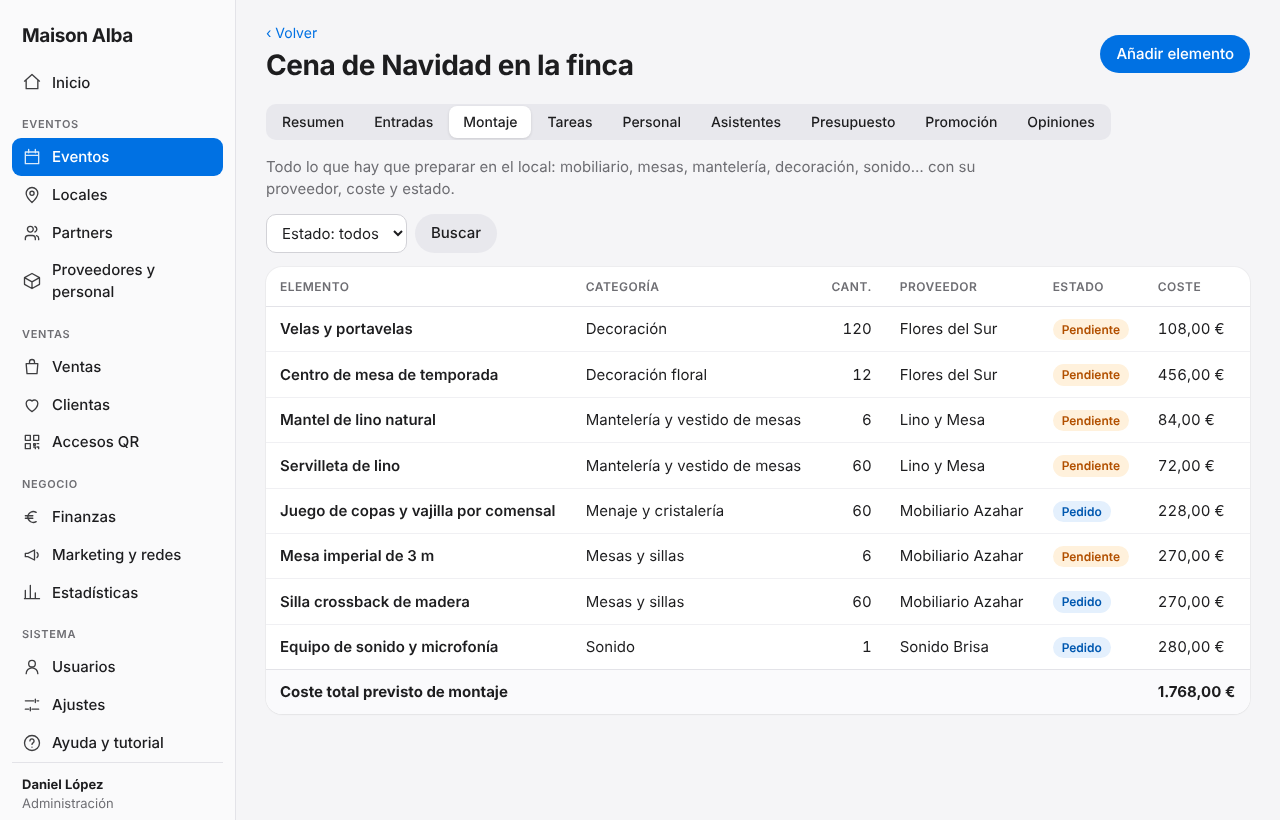 Maison Alba
Inicio
EVENTOS
Eventos
Locales
Partners
Proveedores y
personal
VENTAS
Ventas
Clientas
Accesos QR
NEGOCIO
Finanzas
Marketing y redes
Estadísticas
SISTEMA
Usuarios
Ajustes
Ayuda y tutorial
Daniel López
Administración
‹ Volver
Cena de Navidad en la finca
Añadir elemento
Resumen Entradas Montaje Tareas Personal Asistentes Presupuesto Promoción Opiniones
Todo lo que hay que preparar en el local: mobiliario, mesas, mantelería, decoración, sonido... con su
proveedor, coste y estado.
Estado: todos Buscar
ELEMENTO CATEGORÍA CANT. PROVEEDOR ESTADO COSTE
Velas y portavelas Decoración 120 Flores del Sur Pendiente 108,00 €
Centro de mesa de temporada Decoración floral 12 Flores del Sur Pendiente 456,00 €
Mantel de lino natural Mantelería y vestido de mesas 6 Lino y Mesa Pendiente 84,00 €
Servilleta de lino Mantelería y vestido de mesas 60 Lino y Mesa Pendiente 72,00 €
Juego de copas y vajilla por comensal Menaje y cristalería 60 Mobiliario Azahar Pedido 228,00 €
Mesa imperial de 3 m Mesas y sillas 6 Mobiliario Azahar Pendiente 270,00 €
Silla crossback de madera Mesas y sillas 60 Mobiliario Azahar Pedido 270,00 €
Equipo de sonido y microfonía Sonido 1 Sonido Brisa Pedido 280,00 €
Coste total previsto de montaje 1.768,00 €